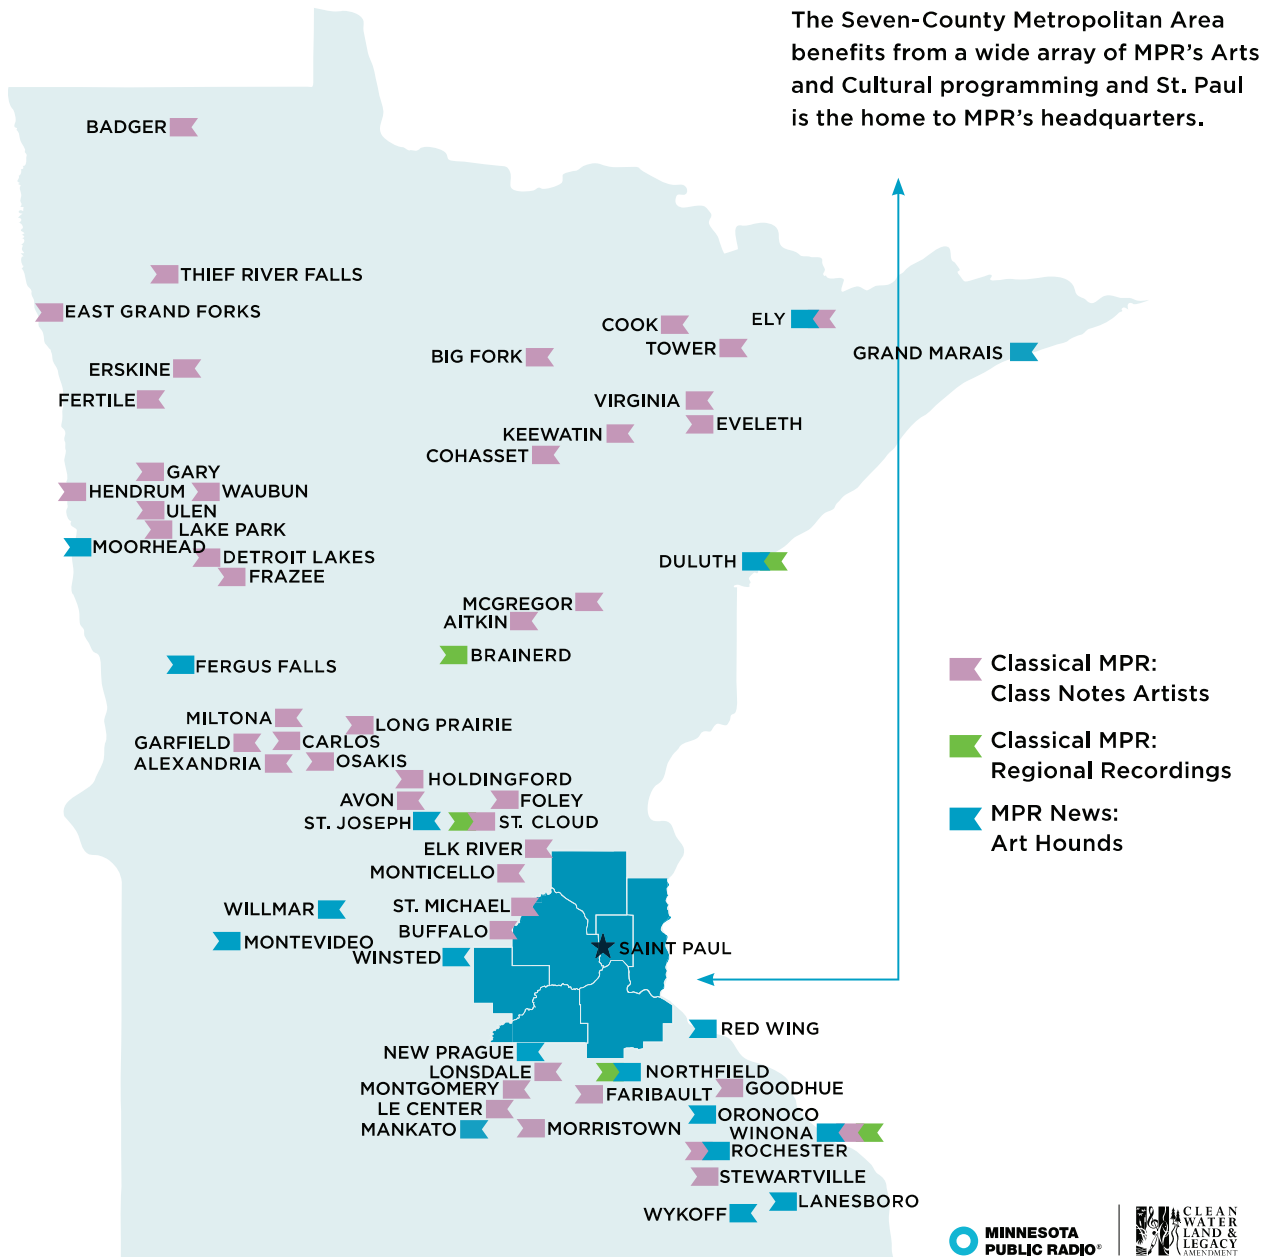 The Seven-County Metropolitan Area
benefits from a wide array of MPR's Arts
and Cultural programming and St. Paul
is the home to MPR's headquarters.
BADGER
THIEF RIVER FALLS
EAST GRAND FORKS
COOK
ELY
TOWER
GRAND MARAIS
BIG FORK
ERSKINE
FERTILE
VIRGINIA
EVELETH
KEEWATIN
COHASSET
GARY
HENDRUM
WAUBUN
ULEN
LAKE PARK
MOORHEAD
DETROIT LAKES
FRAZEE
DULUTH
MCGREGOR
AITKIN
BRAINERD
FERGUS FALLS
Classical MPR:
Class Notes Artists
Classical MPR:
Regional Recordings
MPR News:
Art Hounds
MILTONA
LONG PRAIRIE
GARFIELD
CARLOS
ALEXANDRIA
OSAKIS
HOLDINGFORD
AVON
FOLEY
ST. JOSEPH
ST. CLOUD
ELK RIVER
MONTICELLO
WILLMAR
ST. MICHAEL
BUFFALO
MONTEVIDEO
WINSTED
SAINT PAUL
RED WING
NEW PRAGUE
LONSDALE
NORTHFIELD
MONTGOMERY
FARIBAULT
GOODHUE
LE CENTER
ORONOCO
MANKATO
MORRISTOWN
WINONA
ROCHESTER
STEWARTVILLE
LANESBORO
WYKOFF
MINNESOTA
PUBLIC RADIO®
CLEAN
WATER
LAND &
LEGACY
AMENDMENT